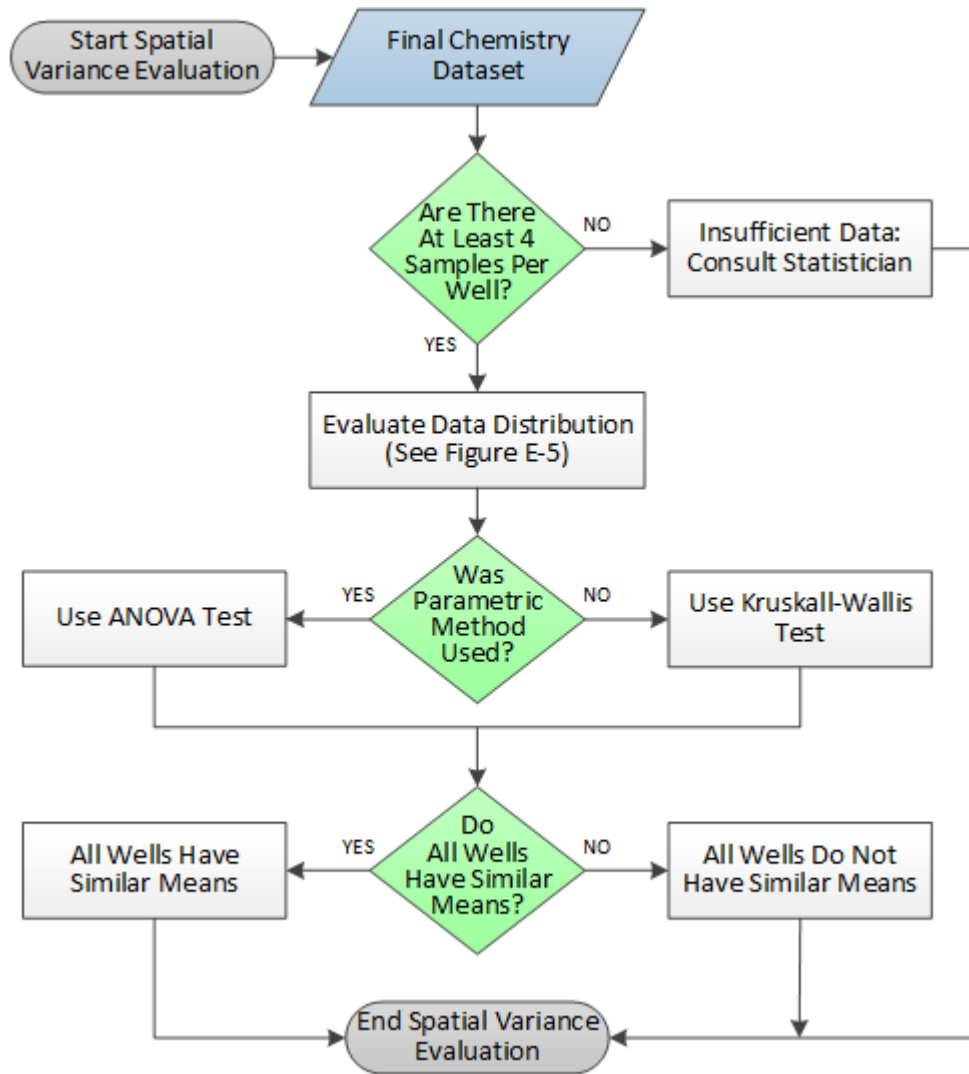 Start Spatial
Variance Evaluation
Final Chemistry
Dataset
Are There
At Least 4
Samples Per
Well?
NO
Insufficient Data:
Consult Statistician
YES
Evaluate Data Distribution
(See Figure E-5)
Was
Parametric
Method
Used?
YES
Use ANOVA Test
NO
Use Kruskall-Wallis
Test
Do
All Wells
Have Similar
Means?
YES
All Wells Have
Similar Means
NO
All Wells Do Not
Have Similar Means
End Spatial Variance
Evaluation